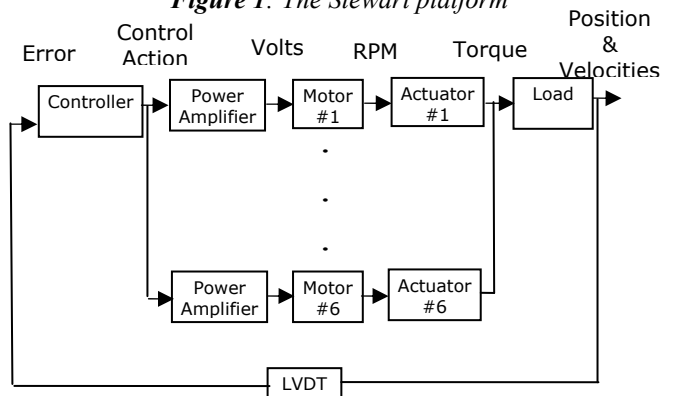 Figure 1. The Stewart platform
Error
Control
Action
Volts
RPM
Torque
Position
&
Velocities
Controller
Power
Amplifier
Motor
#1
Actuator
#1
Load
.
.
.
Power
Amplifier
Motor
#6
Actuator
#6
LVDT